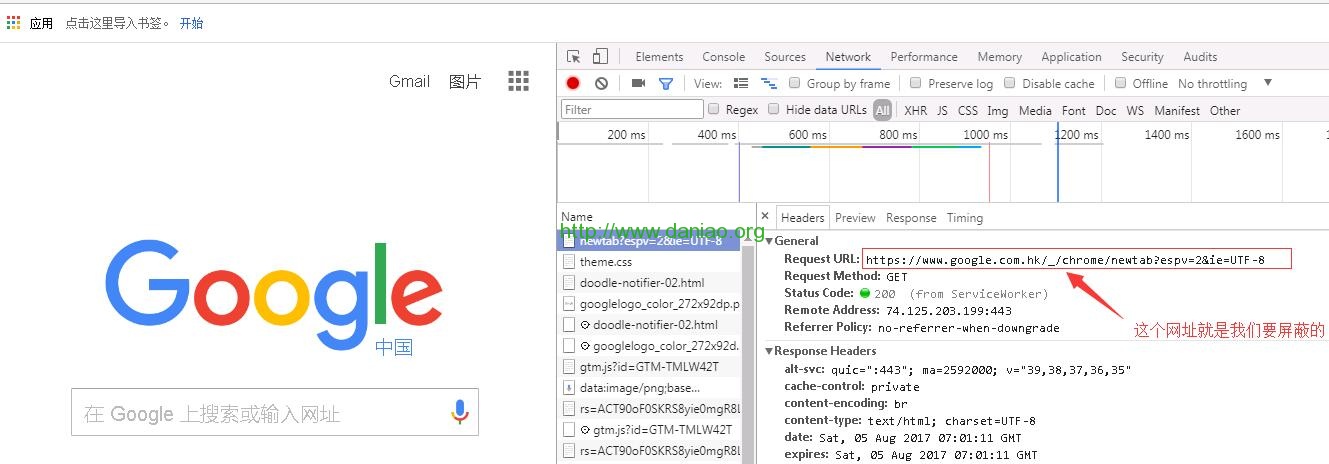 应用 点击这里导入书签。 开始
Gmail 图片
Google
中国
在 Google 上搜索或输入网址
Elements Console Sources Network Performance Memory Application Security Audits
View: Group by frame Preserve log Disable cache Offline No throttling
Filter Regex Hide data URLs All XHR JS CSS Img Media Font Doc WS Manifest Other
200 ms 400 ms 600 ms 800 ms 1000 ms 1200 ms 1400 ms 1600 ms
Name
http://www.daniao.org
newtab?espv=2&ie=UTF-8
theme.css
doodle-notifier-02.html
googlelogo_color_272x92dp.p
doodle-notifier-02.html
googlelogo_color_272x92d.
gtm.js?id=GTM-TMLW42T
data:image/png;base...
rs=ACT90oF0SKRS8yie0mgR8L
gtm.js?id=GTM-TMLW42T
rs=ACT90oF0SKRS8yie0mgR8L
× Headers Preview Response Timing
General
Request URL: https://www.google.com.hk/_/chrome/newtab?espv=2&ie=UTF-8
Request Method: GET
Status Code: 200 (from ServiceWorker)
Remote Address: 74.125.203.199:443
Referrer Policy: no-referrer-when-downgrade
这个网址就是我们要屏蔽的
Response Headers
alt-svc: quic=":443"; ma=2592000; v="39,38,37,36,35"
cache-control: private
content-encoding: br
content-type: text/html; charset=UTF-8
date: Sat, 05 Aug 2017 07:01:11 GMT
expires: Sat, 05 Aug 2017 07:01:11 GMT